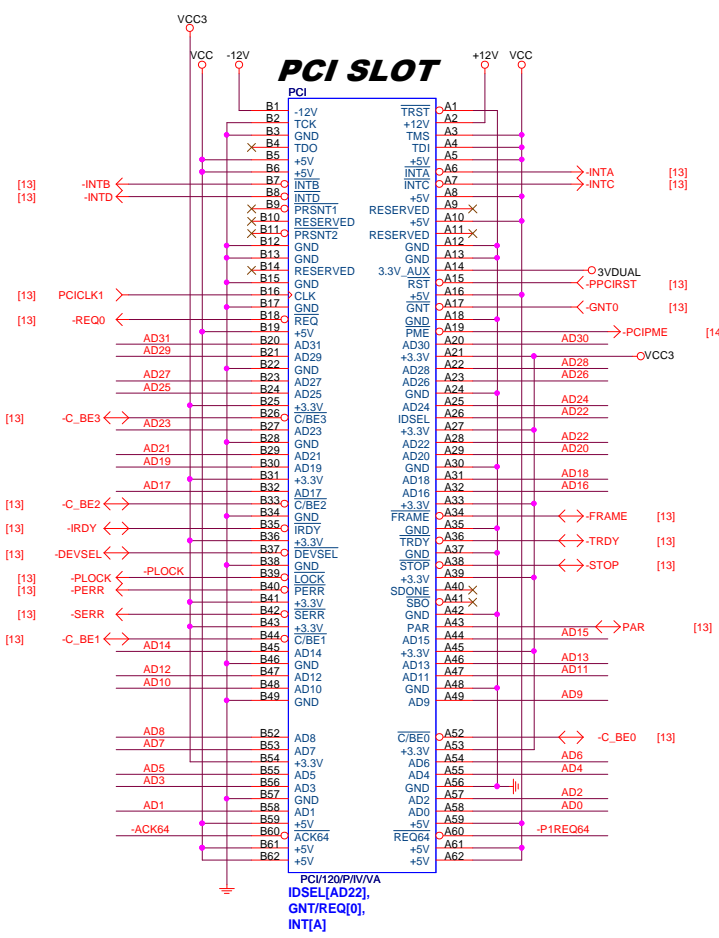 VCC3
VCC -12V +12V VCC
PCI SLOT
PCI
B1 -12V TRST A1
B2 TCK +12V A2
B3 GND TMS A3
B4 TDO TDI A4
B5 +5V +5V A5
B6 +5V INTA A6 -INTA [13]
[13] -INTB B7 INTB INTC A7 -INTC [13]
[13] -INTD B8 INTD +5V A8
B9 PRSNT1 RESERVED A9
B10 RESERVED +5V A10
B11 PRSNT2 RESERVED A11
B12 GND GND A12
B13 GND GND A13
B14 RESERVED 3.3V_AUX A14 3VDUAL
B15 GND RST A15 -PPCIRST [13]
[13] PCICLK1 B16 CLK +5V A16
B17 GND GNT A17 -GNT0 [13]
[13] -REQ0 B18 REQ GND A18
B19 +5V PME A19 -PCIPME [14
AD31 B20 AD31 AD30 A20 AD30
AD29 B21 AD29 +3.3V A21 VCC3
B22 GND AD28 A22 AD28
AD27 B23 AD27 AD26 A23 AD26
AD25 B24 AD25 GND A24
B25 +3.3V AD24 A25 AD24
[13] -C_BE3 B26 C/BE3 IDSEL A26 AD22
AD23 B27 AD23 +3.3V A27
B28 GND AD22 A28 AD22
AD21 B29 AD21 AD20 A29 AD20
AD19 B30 AD19 GND A30
B31 +3.3V AD18 A31 AD18
AD17 B32 AD17 AD16 A32 AD16
[13] -C_BE2 B33 C/BE2 +3.3V A33
B34 GND FRAME A34 -FRAME [13]
[13] -IRDY B35 IRDY GND A35
B36 +3.3V TRDY A36 -TRDY [13]
[13] -DEVSEL B37 DEVSEL GND A37
B38 GND STOP A38 -STOP [13]
[13] -PLOCK -PLOCK B39 LOCK +3.3V A39
[13] -PERR B40 PERR SDONE A40
B41 +3.3V SBO A41
[13] -SERR B42 SERR GND A42
B43 +3.3V PAR A43 PAR [13]
[13] -C_BE1 B44 C/BE1 AD15 A44 AD15
AD14 B45 AD14 +3.3V A45
B46 GND AD13 A46 AD13
AD12 B47 AD12 AD11 A47 AD11
AD10 B48 AD10 GND A48
B49 GND AD9 A49 AD9
AD8 B52 AD8 C/BE0 A52 -C_BE0 [13]
AD7 B53 AD7 +3.3V A53
B54 +3.3V AD6 A54 AD6
AD5 B55 AD5 AD4 A55 AD4
AD3 B56 AD3 GND A56
B57 GND AD2 A57 AD2
AD1 B58 AD1 AD0 A58 AD0
B59 +5V +5V A59
-ACK64 B60 ACK64 REQ64 A60 -P1REQ64
B61 +5V +5V A61
B62 +5V +5V A62
PCI/120/P/IV/VA
IDSEL[AD22],
GNT/REQ[0],
INT[A]